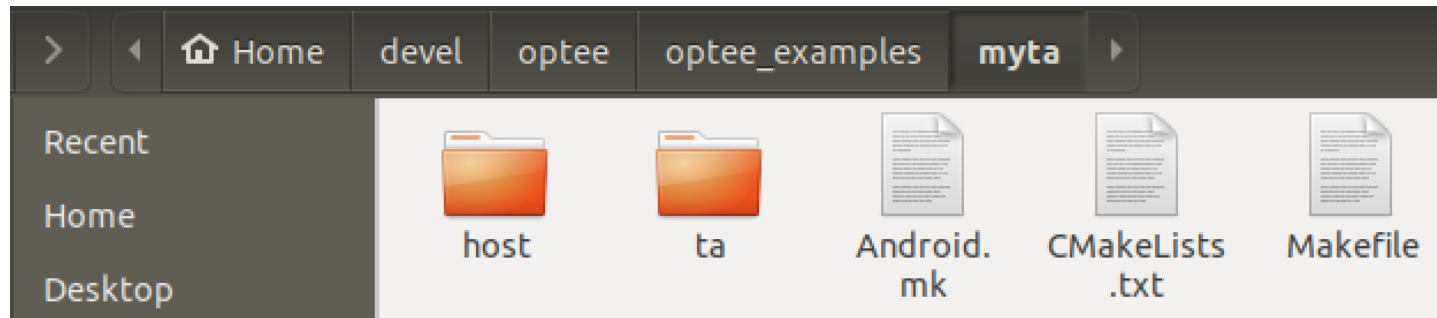 Home devel optee optee_examples myta
Recent
Home
Desktop
host ta Android. CMakeLists Makefile
mk .txt